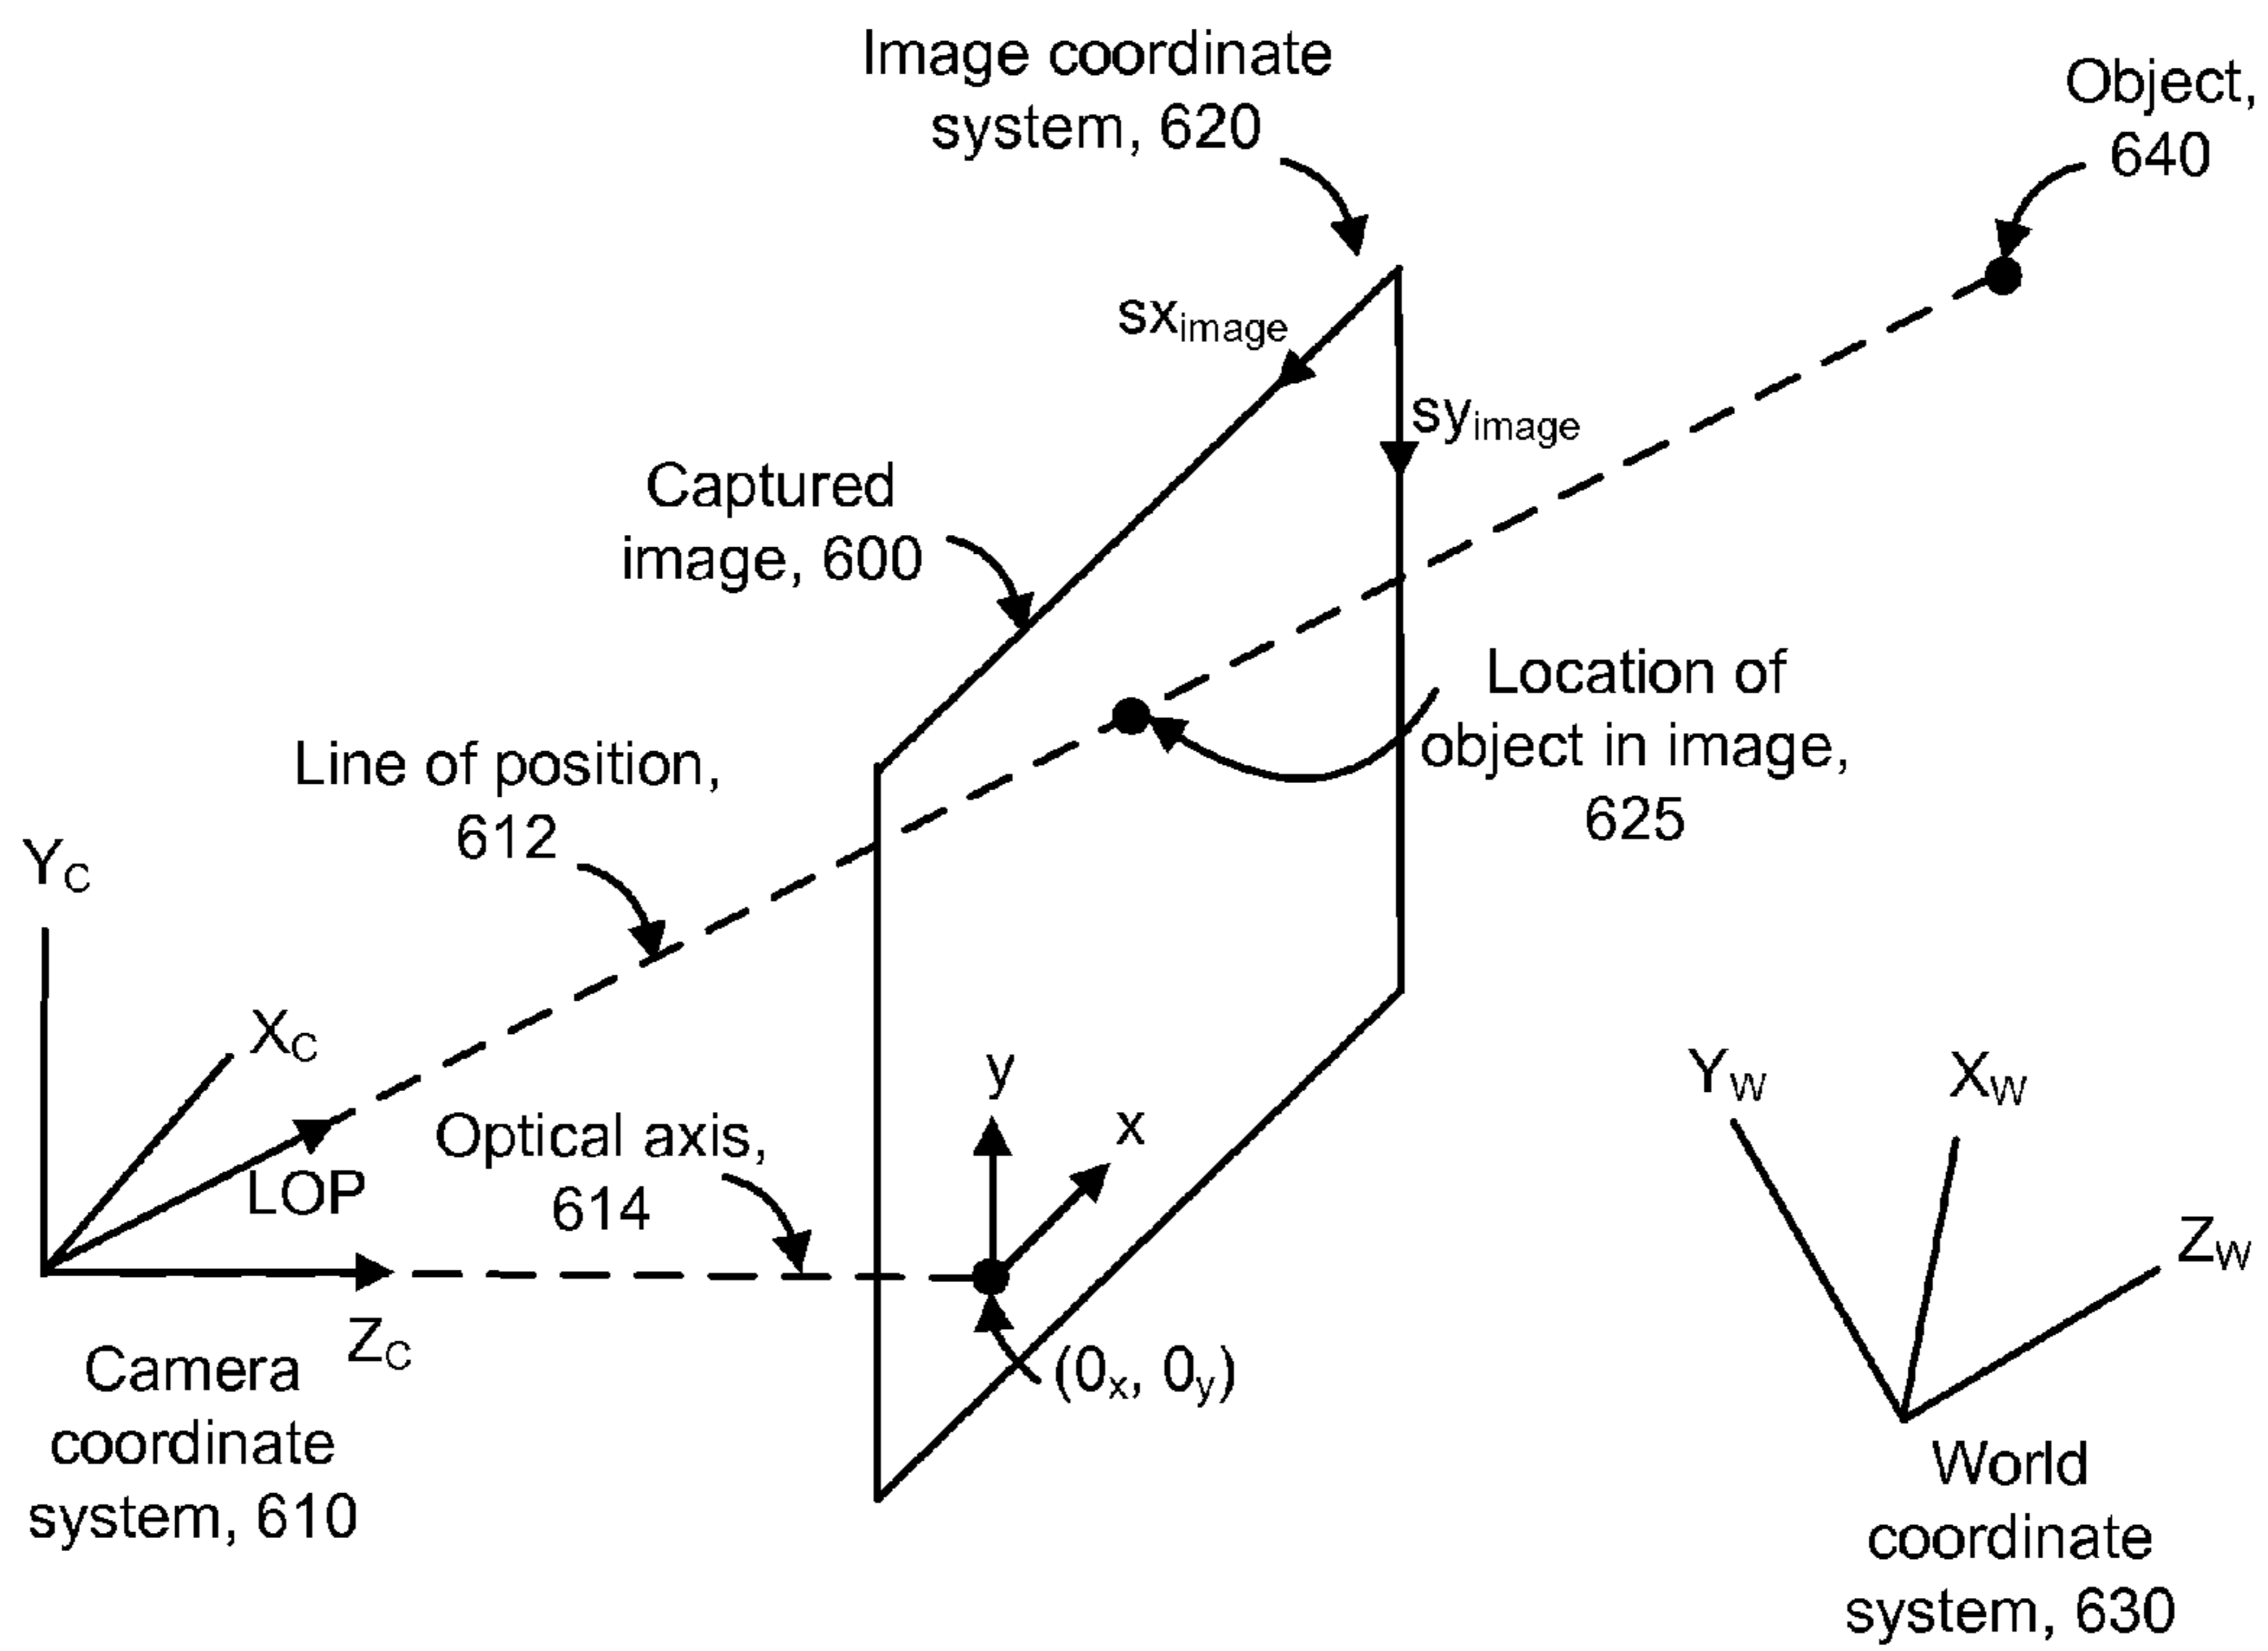 Image coordinate
system, 620
Object,
640
sximage
syimage
Captured
image, 600
Location of
object in image,
625
Line of position,
612
YC
XC
LOP
Optical axis,
614
ZC
Camera
coordinate
system, 610
y
x
(0x, 0y)
YW
XW
ZW
World
coordinate
system, 630